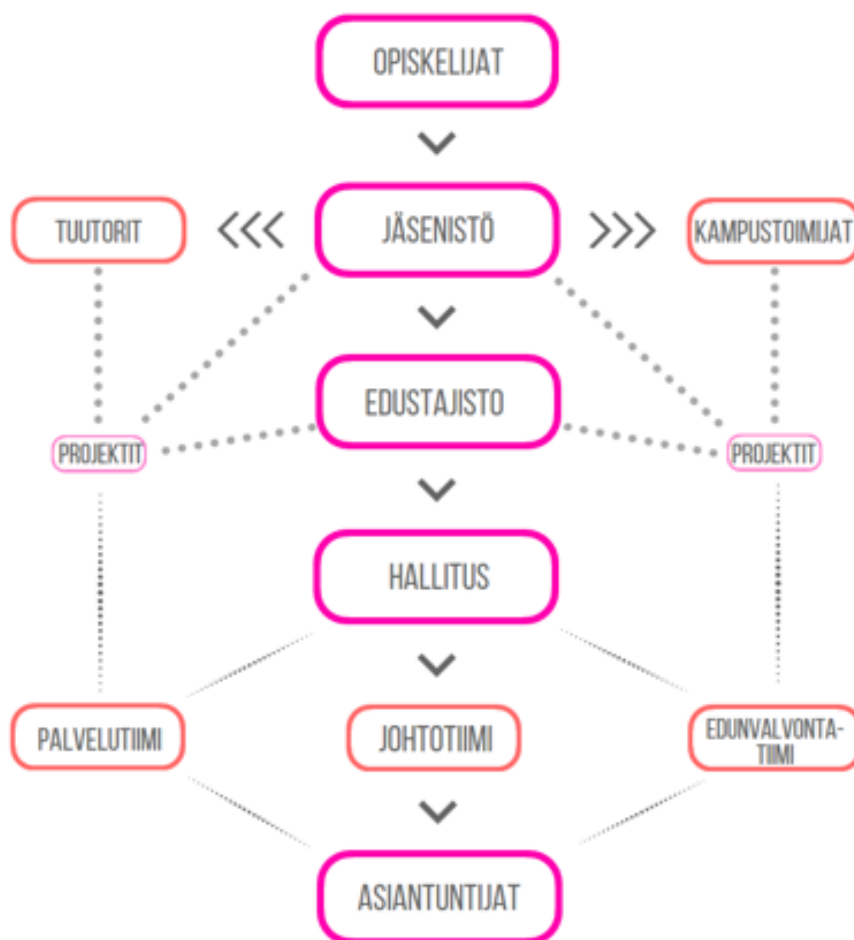 OPISKELIJAT
TUUTORIT
JÄSENISTÖ
KAMPUSTOIMIJAT
EDUSTAJISTO
PROJEKTIT
PROJEKTIT
HALLITUS
PALVELUTIIMI
JOHTOTIIMI
EDUNVALVONTA-
TIIMI
ASIANTUNTIJAT